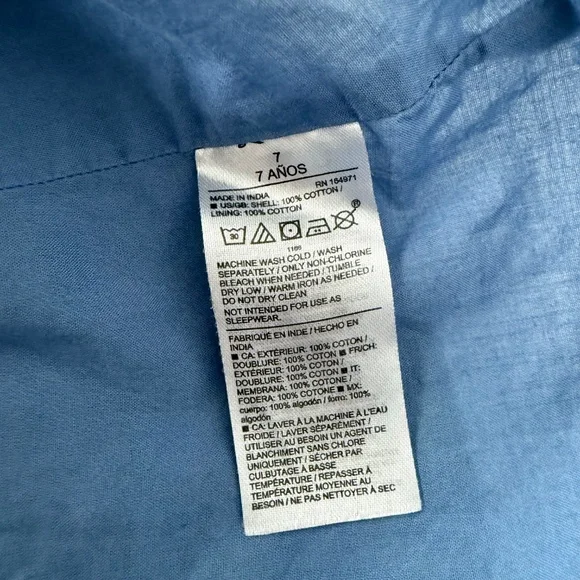 7
7 AÑOS
MADE IN INDIA RN 164971
■ US/GB: SHELL: 100% COTTON /
LINING: 100% COTTON
30
1186
MACHINE WASH COLD / WASH
SEPARATELY / ONLY NON-CHLORINE
BLEACH WHEN NEEDED / TUMBLE
DRY LOW / WARM IRON AS NEEDED /
DO NOT DRY CLEAN
NOT INTENDED FOR USE AS
SLEEPWEAR.
FABRIQUÉ EN INDE / HECHO EN
INDIA
■ CA: EXTÉRIEUR: 100% COTON /
DOUBLURE: 100% COTON ■ FR/CH:
EXTÉRIEUR: 100% COTON /
DOUBLURE: 100% COTON ■ IT:
MEMBRANA: 100% COTONE /
FODERA: 100% COTONE ■ MX:
cuerpo: 100% algodón / forro: 100%
algodón
■ CA: LAVER À LA MACHINE À L'EAU
FROIDE / LAVER SÉPARÉMENT /
UTILISER AU BESOIN UN AGENT DE
BLANCHIMENT SANS CHLORE
UNIQUEMENT / SÉCHER PAR
CULBUTAGE À BASSE
TEMPÉRATURE / REPASSER À
TEMPÉRATURE MOYENNE AU
BESOIN / NE PAS NETTOYER À SEC